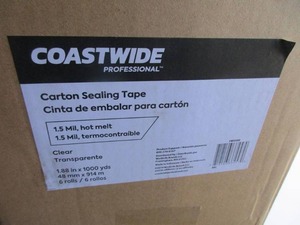 COASTWIDE
PROFESSIONAL™
Carton Sealing Tape
Cinta de embalar para cartón
1.5 Mil, hot melt
1.5 Mil, termocontraíble
Clear
Transparente
1.88 in x 1000 yds
48 mm x 914 m
6 rolls / 6 rollos